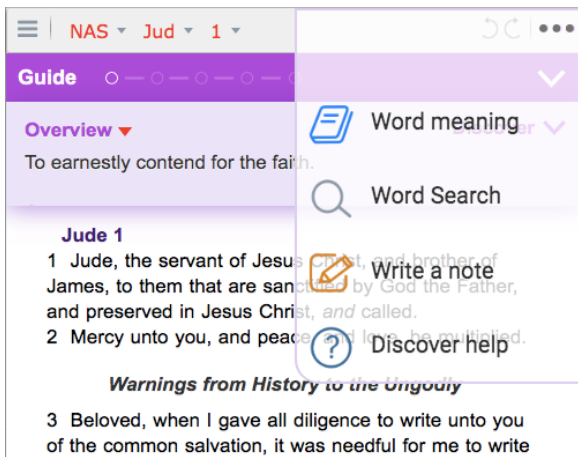 NAS Jud 1
Guide
Overview Discover
To earnestly contend for the faith.
Word meaning
Word Search
Write a note
Discover help
Jude 1
1 Jude, the servant of Jesus Christ, and brother of
James, to them that are sanctified by God the Father,
and preserved in Jesus Christ, and called.
2 Mercy unto you, and peace, and love, be multiplied.
Warnings from History to the Ungodly
3 Beloved, when I gave all diligence to write unto you
of the common salvation, it was needful for me to write